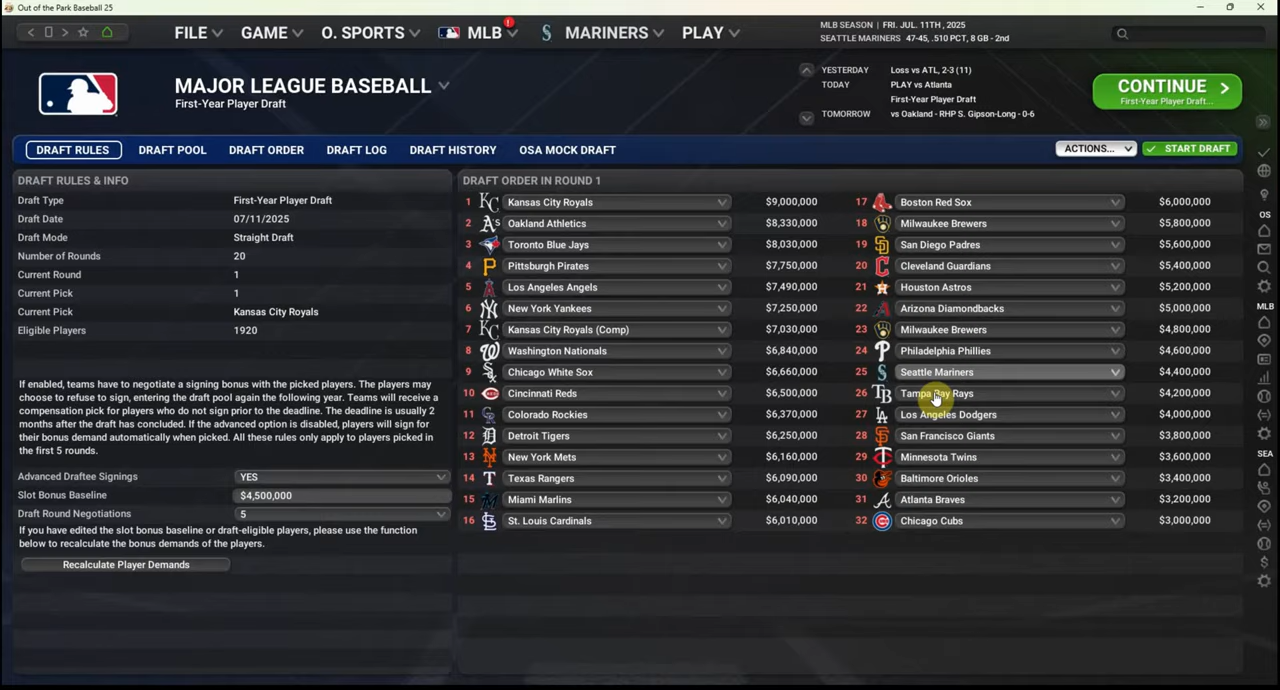 Out of the Park Baseball 25
FILE
GAME
O. SPORTS
MLB
!
MARINERS
PLAY
MLB SEASON | FRI. JUL. 11TH, 2025
SEATTLE MARINERS 47-45, .510 PCT, 8 GB - 2nd
MAJOR LEAGUE BASEBALL
First-Year Player Draft
YESTERDAY Loss vs ATL, 2-3 (11)
TODAY PLAY vs Atlanta
First-Year Player Draft
TOMORROW vs Oakland - RHP S. Gipson-Long - 0-6
CONTINUE
First-Year Player Draft...
DRAFT RULES
DRAFT POOL
DRAFT ORDER
DRAFT LOG
DRAFT HISTORY
OSA MOCK DRAFT
ACTIONS...
START DRAFT
DRAFT RULES & INFO
Draft Type First-Year Player Draft
Draft Date 07/11/2025
Draft Mode Straight Draft
Number of Rounds 20
Current Round 1
Current Pick 1
Current Pick Kansas City Royals
Eligible Players 1920
If enabled, teams have to negotiate a signing bonus with the picked players. The players may
choose to refuse to sign, entering the draft pool again the following year. Teams will receive a
compensation pick for players who do not sign prior to the deadline. The deadline is usually 2
months after the draft has concluded. If the advanced option is disabled, players will sign for
their bonus demand automatically when picked. All these rules only apply to players picked in
the first 5 rounds.
Advanced Draftee Signings YES
Slot Bonus Baseline $4,500,000
Draft Round Negotiations 5
If you have edited the slot bonus baseline or draft-eligible players, please use the function
below to recalculate the bonus demands of the players.
Recalculate Player Demands
DRAFT ORDER IN ROUND 1
1 Kansas City Royals $9,000,000
2 Oakland Athletics $8,330,000
3 Toronto Blue Jays $8,030,000
4 Pittsburgh Pirates $7,750,000
5 Los Angeles Angels $7,490,000
6 New York Yankees $7,250,000
7 Kansas City Royals (Comp) $7,030,000
8 Washington Nationals $6,840,000
9 Chicago White Sox $6,660,000
10 Cincinnati Reds $6,500,000
11 Colorado Rockies $6,370,000
12 Detroit Tigers $6,250,000
13 New York Mets $6,160,000
14 Texas Rangers $6,090,000
15 Miami Marlins $6,040,000
16 St. Louis Cardinals $6,010,000
17 Boston Red Sox $6,000,000
18 Milwaukee Brewers $5,800,000
19 San Diego Padres $5,600,000
20 Cleveland Guardians $5,400,000
21 Houston Astros $5,200,000
22 Arizona Diamondbacks $5,000,000
23 Milwaukee Brewers $4,800,000
24 Philadelphia Phillies $4,600,000
25 Seattle Mariners $4,400,000
26 Tampa Bay Rays $4,200,000
27 Los Angeles Dodgers $4,000,000
28 San Francisco Giants $3,800,000
29 Minnesota Twins $3,600,000
30 Baltimore Orioles $3,400,000
31 Atlanta Braves $3,200,000
32 Chicago Cubs $3,000,000
OS
MLB
SEA